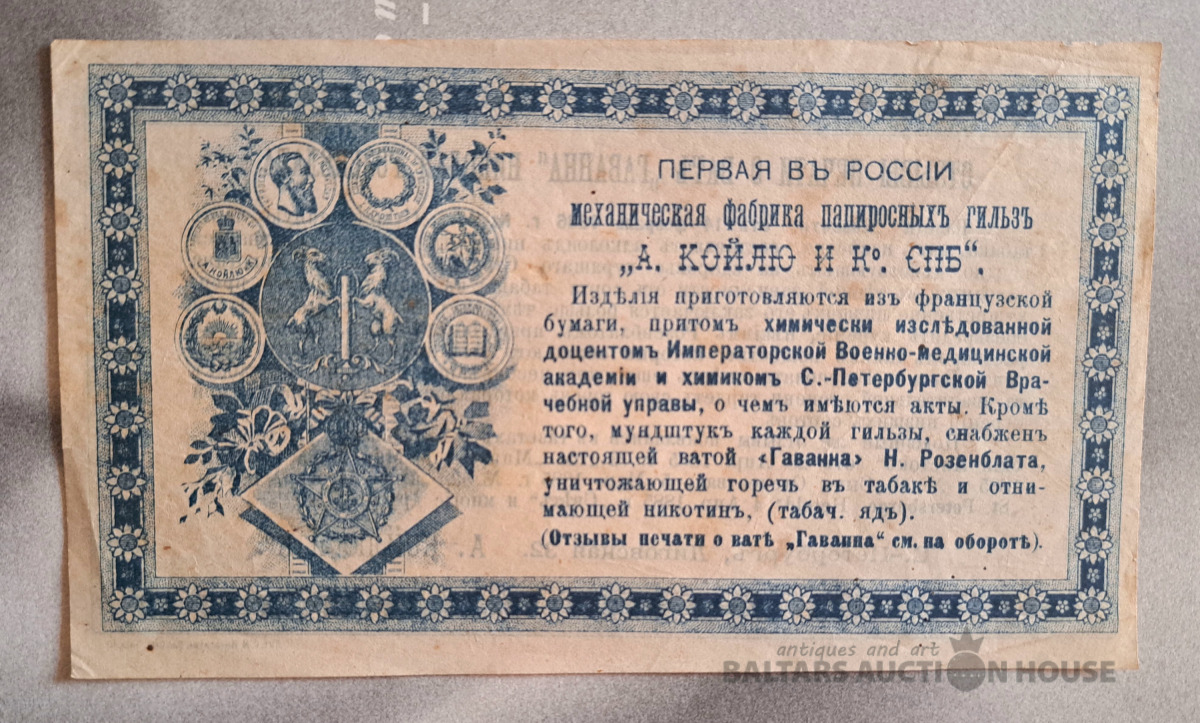 ПЕРВАЯ ВЪ РОССІИ
МЕХАНИЧЕСКАЯ ФАБРИКА ПАПИРОСНЫХЪ ГИЛЬЗЪ
„А. КОЙЛЮ И Ко. СПБ“.
Издѣлія приготовляются изъ французской
бумаги, притомъ химически изслѣдованной
доцентомъ Императорской Военно-медицинской
академіи и химикомъ С.-Петербургской Вра-
чебной управы, о чемъ имѣются акты. Кромѣ
того, мундштукъ каждой гильзы, снабженъ
настоящей ватой «Гаванна» Н. Розенблата,
уничтожающей горечь въ табакѣ и отни-
мающей никотинъ, (табач. ядъ).
(Отзывы печати о ватѣ „Гаванна“ см. на оборотѣ).
А.КОЙЛЮ
antiques and art
BALTARS AUCTION HOUSE